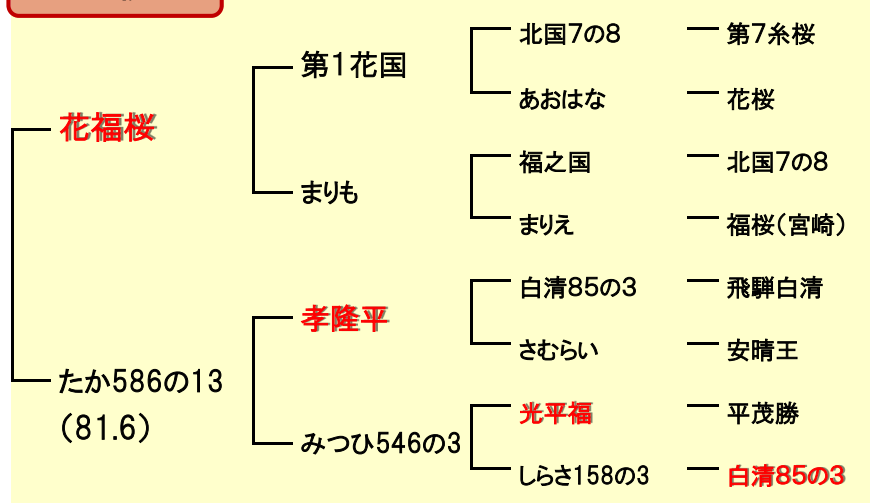 北国7の8 第7糸桜
第1花国
あおはな 花桜
花福桜
福之国 北国7の8
まりも
まりえ 福桜（宮崎）
白清85の3 飛騨白清
孝隆平
さむらい 安晴王
たか586の13
光平福 平茂勝
（81.6）
みつひ546の3
しらさ158の3 白清85の3